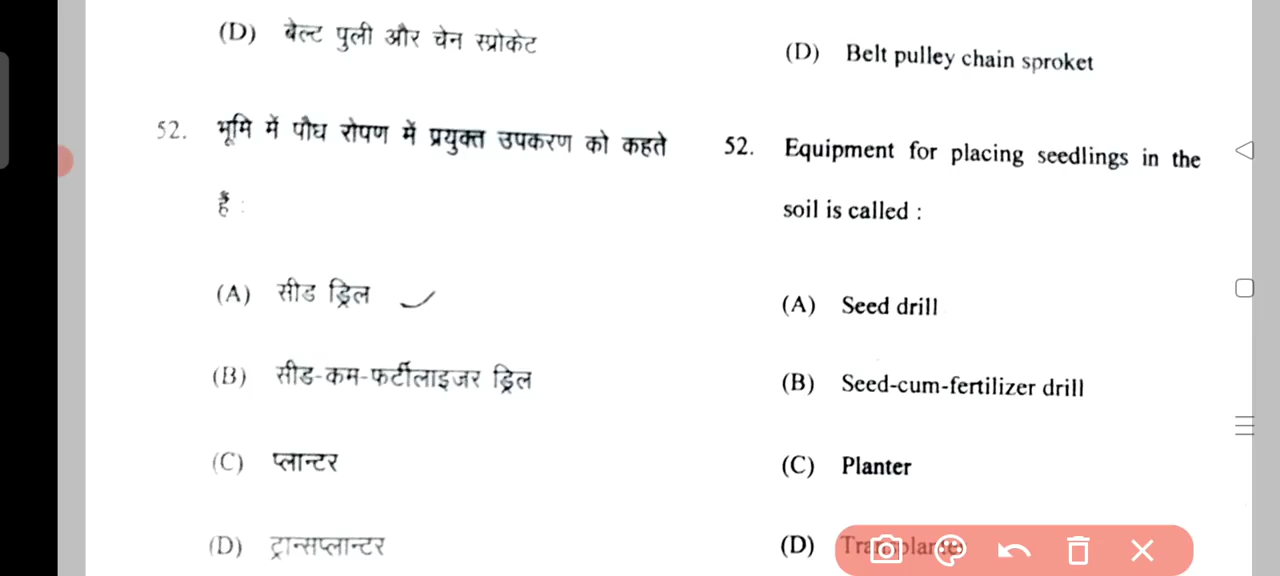 (D) बेल्ट पुली और चेन स्प्रोकेट
52. भूमि में पौध रोपण में प्रयुक्त उपकरण को कहते
हैं :
(A) सीड ड्रिल
(B) सीड-कम-फर्टीलाइजर ड्रिल
(C) प्लान्टर
(D) ट्रान्सप्लान्टर
(D) Belt pulley chain sproket
52. Equipment for placing seedlings in the
soil is called :
(A) Seed drill
(B) Seed-cum-fertilizer drill
(C) Planter
(D) Transplanter